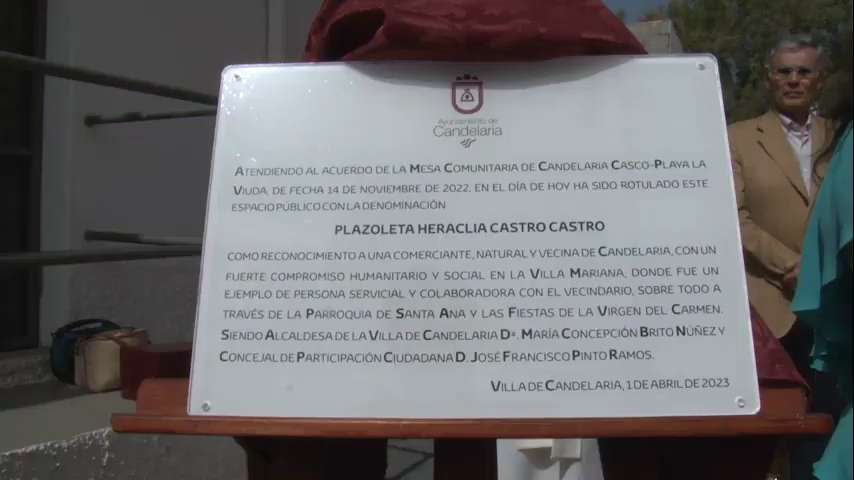 Ayuntamiento de
Candelaria
ATENDIENDO AL ACUERDO DE LA MESA COMUNITARIA DE CANDELARIA CASCO-PLAYA LA
VIUDA, DE FECHA 14 DE NOVIEMBRE DE 2022, EN EL DÍA DE HOY HA SIDO ROTULADO ESTE
ESPACIO PÚBLICO CON LA DENOMINACIÓN
PLAZOLETA HERACLIA CASTRO CASTRO
COMO RECONOCIMIENTO A UNA COMERCIANTE, NATURAL Y VECINA DE CANDELARIA, CON UN
FUERTE COMPROMISO HUMANITARIO Y SOCIAL EN LA VILLA MARIANA, DONDE FUE UN
EJEMPLO DE PERSONA SERVICIAL Y COLABORADORA CON EL VECINDARIO, SOBRE TODO A
TRAVÉS DE LA PARROQUIA DE SANTA ANA Y LAS FIESTAS DE LA VIRGEN DEL CARMEN.
SIENDO ALCALDESA DE LA VILLA DE CANDELARIA Dª. MARÍA CONCEPCIÓN BRITO NÚÑEZ Y
CONCEJAL DE PARTICIPACIÓN CIUDADANA D. JOSÉ FRANCISCO PINTO RAMOS.
VILLA DE CANDELARIA, 1 DE ABRIL DE 2023